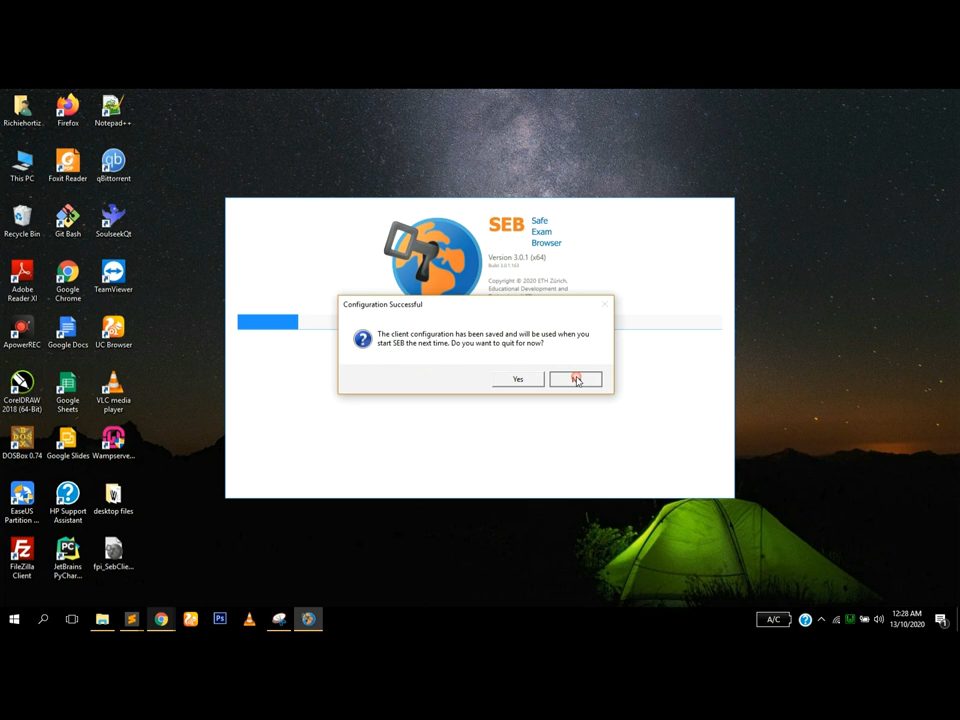 Richiehortiz
Firefox
Notepad++
This PC
Foxit Reader
qBittorrent
Recycle Bin
Git Bash
SoulseekQt
Adobe
Reader XI
Google
Chrome
TeamViewer
ApowerREC
Google Docs
UC Browser
CorelDRAW
2018 (64-Bit)
Google
Sheets
VLC media
player
DOSBox 0.74
Google Slides
Wampserve...
EaseUS
Partition ...
HP Support
Assistant
desktop files
FileZilla
Client
JetBrains
PyChar...
fpi_SebClie...
SEB Safe
Exam
Browser
Version 3.0.1 (x64)
Build 3.0.1.163
Copyright © 2020 ETH Zürich,
Educational Development and
Configuration Successful
The client configuration has been saved and will be used when you
start SEB the next time. Do you want to quit for now?
Yes
A/C
12:28 AM
13/10/2020